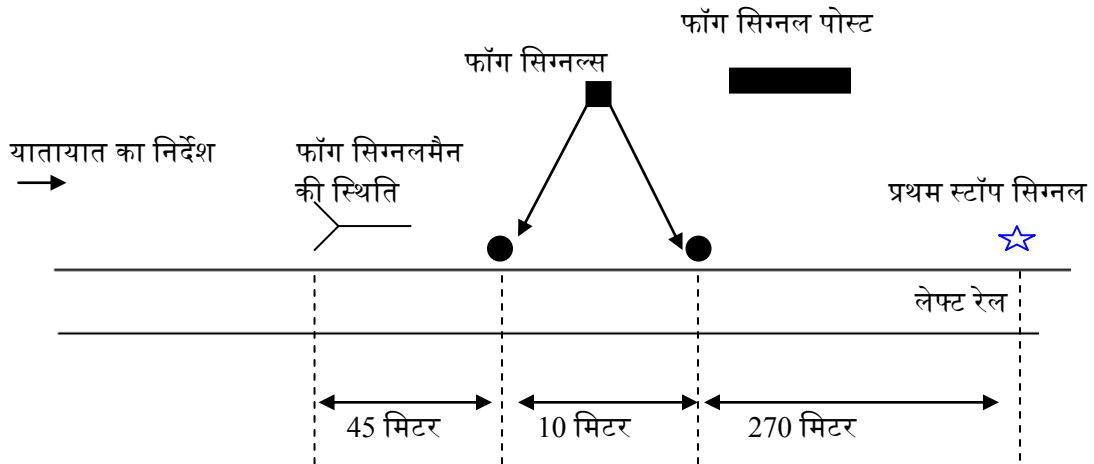 फॉग सिग्नल पोस्ट
फॉग सिग्नल्स
यातायात का निर्देश
फॉग सिग्नलमैन
की स्थिति
प्रथम स्टॉप सिग्नल
लेफ्ट रेल
45 मिटर
10 मिटर
270 मिटर